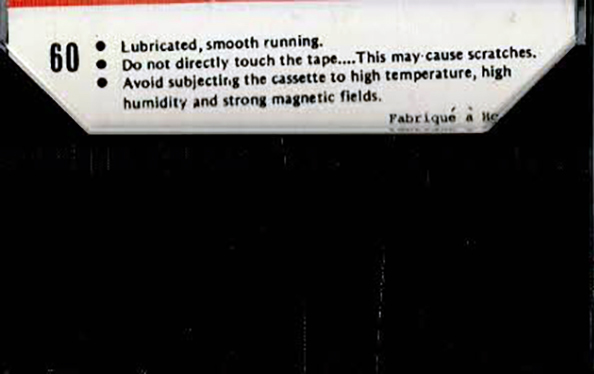 60
● Lubricated, smooth running.
● Do not directly touch the tape....This may cause scratches.
● Avoid subjecting the cassette to high temperature, high
humidity and strong magnetic fields.
Fabriqué à